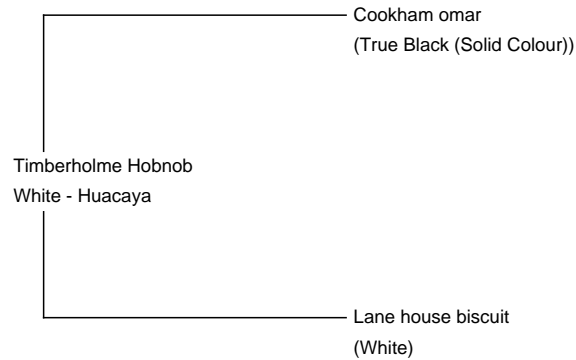 Cookham omar
(True Black (Solid Colour))
Timberholme Hobnob
White - Huacaya
Lane house biscuit
(White)